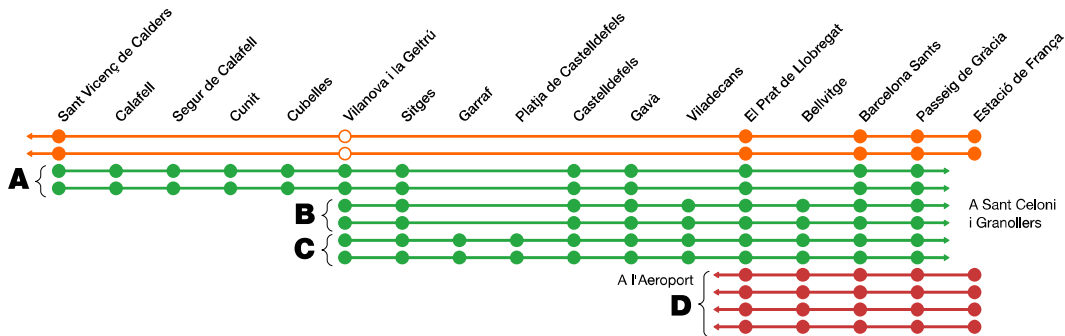 Sant Vicenç de Calders
Calafell
Segur de Calafell
Cunit
Cubelles
Vilanova i la Geltrú
Sitges
Garraf
Platja de Castelldefels
Castelldefels
Gavà
Viladecans
El Prat de Llobregat
Bellvitge
Barcelona Sants
Passeig de Gràcia
Estació de França
A
B
A Sant Celoni
i Granollers
C
A l'Aeroport
D